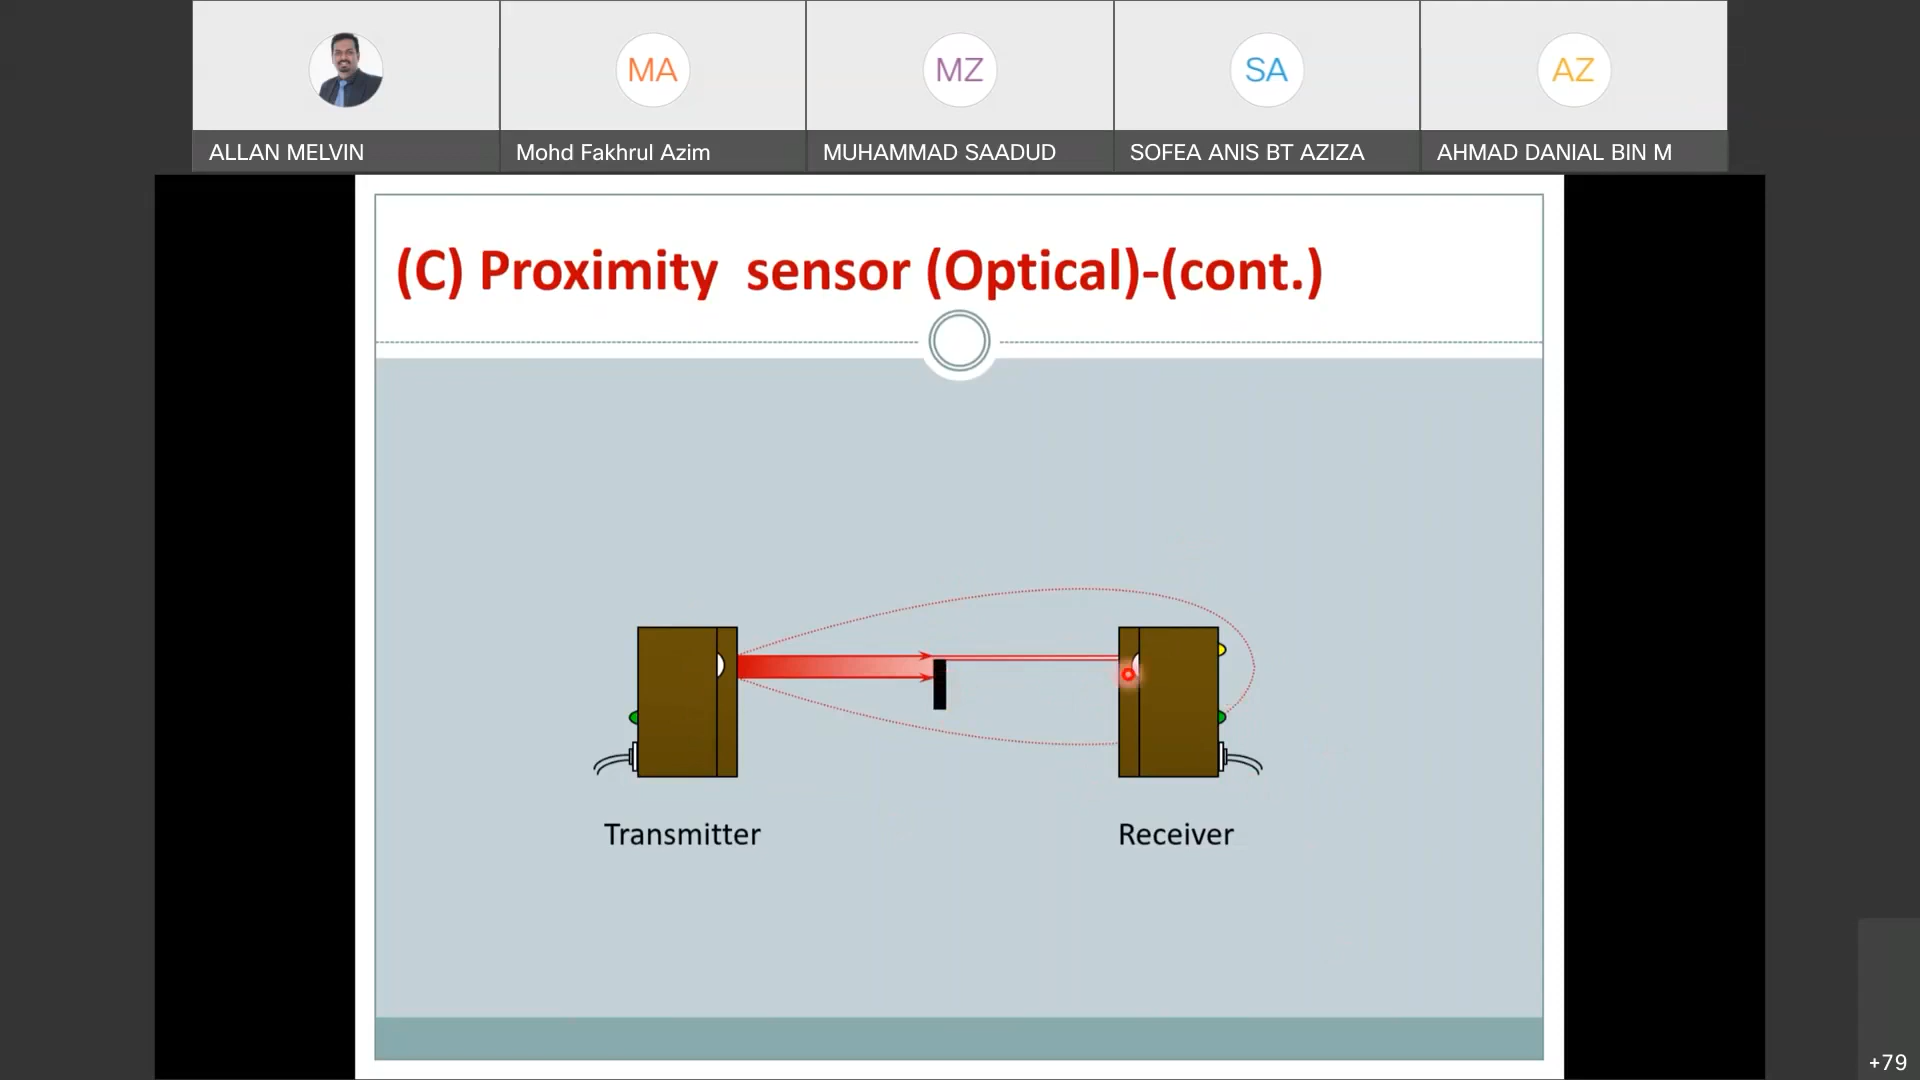 MA
MZ
SA
AZ
ALLAN MELVIN
Mohd Fakhrul Azim
MUHAMMAD SAADUD
SOFEA ANIS BT AZIZA
AHMAD DANIAL BIN M
(C) Proximity sensor (Optical)-(cont.)
Transmitter
Receiver
+79